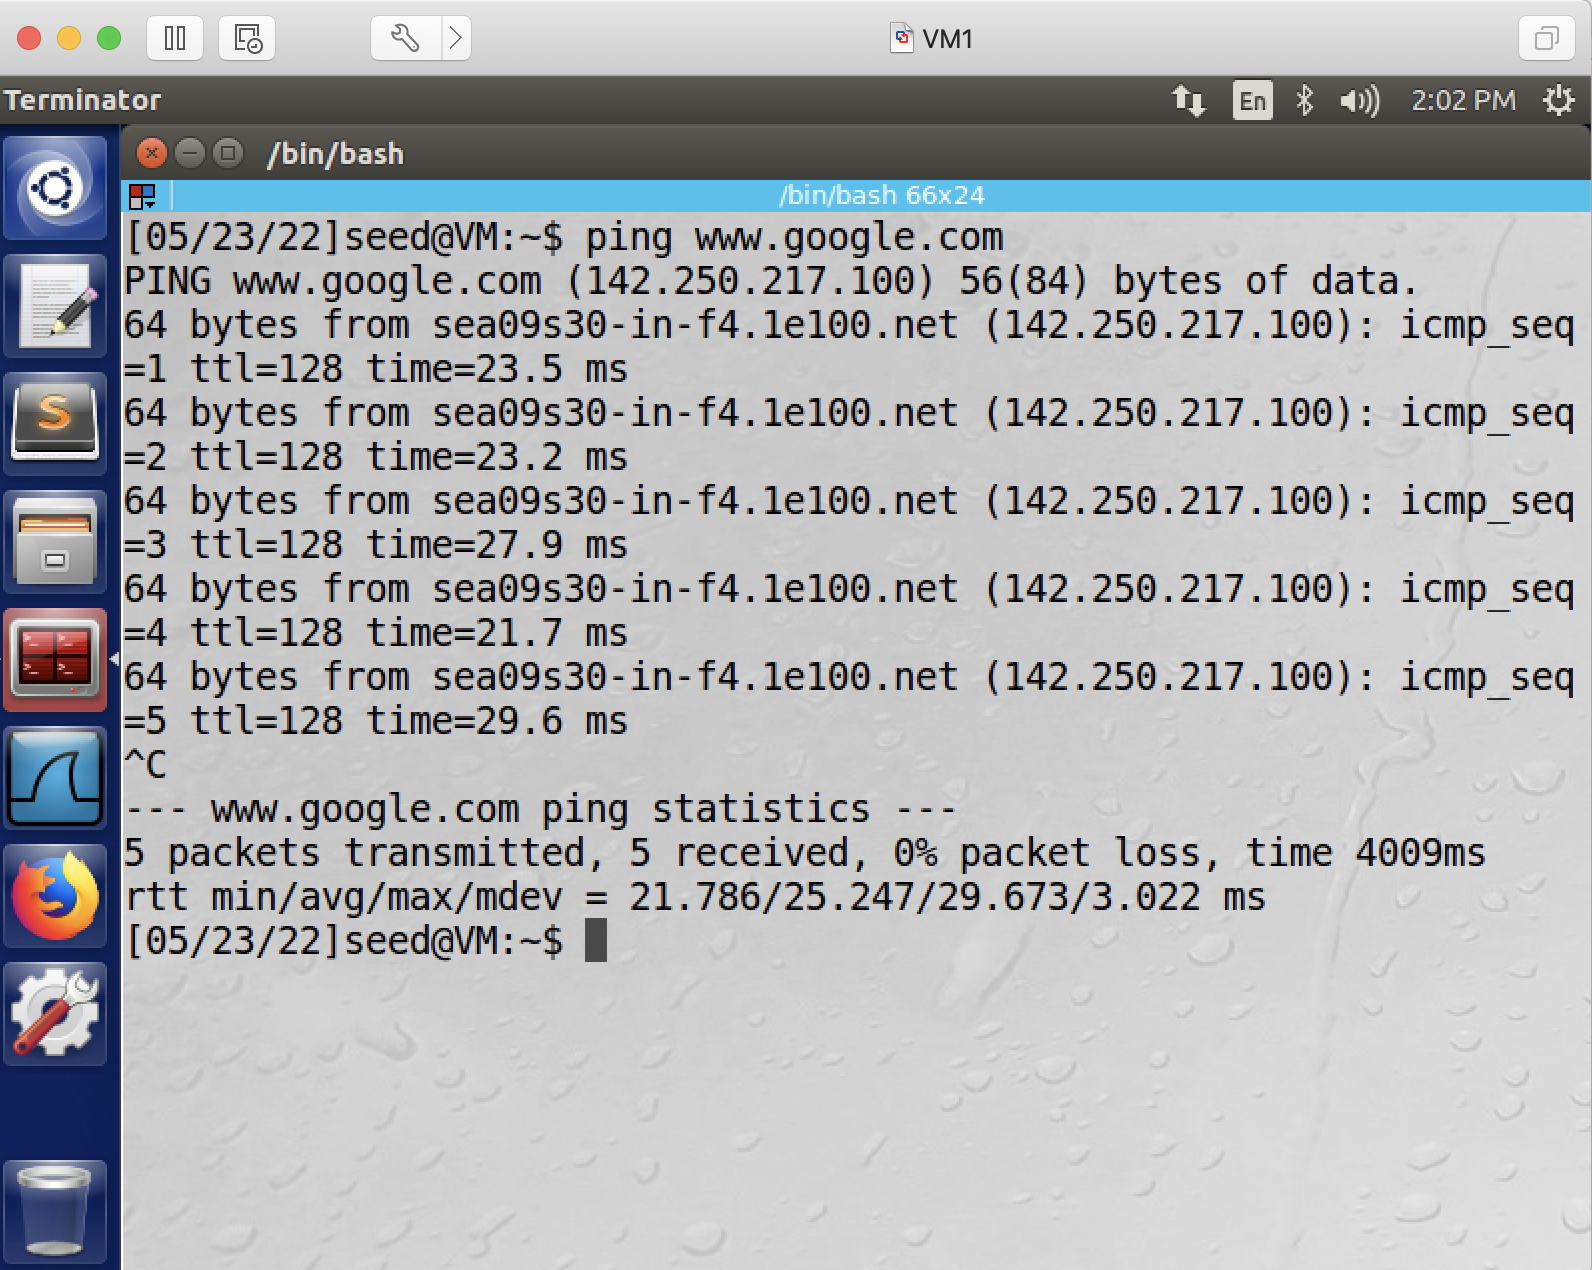 VM1
Terminator
En
2:02 PM
/bin/bash
/bin/bash 66x24
[05/23/22]seed@VM:~$ ping www.google.com
PING www.google.com (142.250.217.100) 56(84) bytes of data.
64 bytes from sea09s30-in-f4.1e100.net (142.250.217.100): icmp_seq
=1 ttl=128 time=23.5 ms
64 bytes from sea09s30-in-f4.1e100.net (142.250.217.100): icmp_seq
=2 ttl=128 time=23.2 ms
64 bytes from sea09s30-in-f4.1e100.net (142.250.217.100): icmp_seq
=3 ttl=128 time=27.9 ms
64 bytes from sea09s30-in-f4.1e100.net (142.250.217.100): icmp_seq
=4 ttl=128 time=21.7 ms
64 bytes from sea09s30-in-f4.1e100.net (142.250.217.100): icmp_seq
=5 ttl=128 time=29.6 ms
^C
--- www.google.com ping statistics ---
5 packets transmitted, 5 received, 0% packet loss, time 4009ms
rtt min/avg/max/mdev = 21.786/25.247/29.673/3.022 ms
[05/23/22]seed@VM:~$